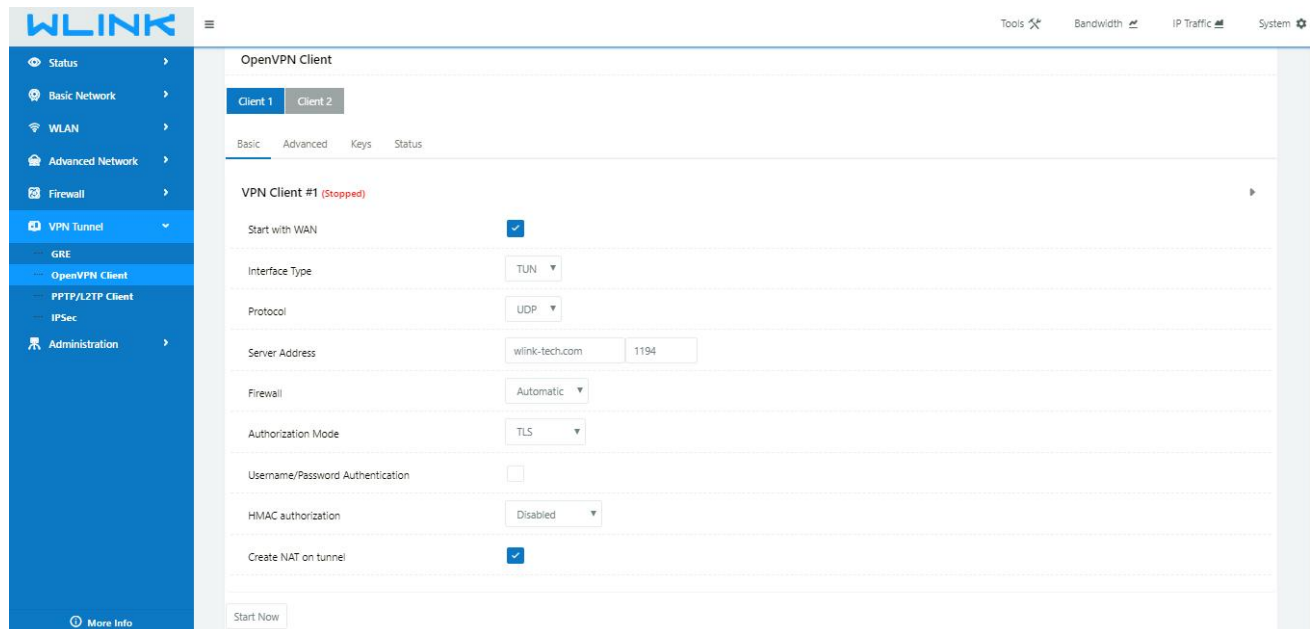 WLINK
Tools
Bandwidth
IP Traffic
System
Status
Basic Network
WLAN
Advanced Network
Firewall
VPN Tunnel
GRE
OpenVPN Client
PPTP/L2TP Client
IPSec
Administration
More Info
OpenVPN Client
Client 1
Client 2
Basic
Advanced
Keys
Status
VPN Client #1 (Stopped)
Start with WAN
Interface Type TUN
Protocol UDP
Server Address wlink-tech.com 1194
Firewall Automatic
Authorization Mode TLS
Username/Password Authentication
HMAC authorization Disabled
Create NAT on tunnel
Start Now